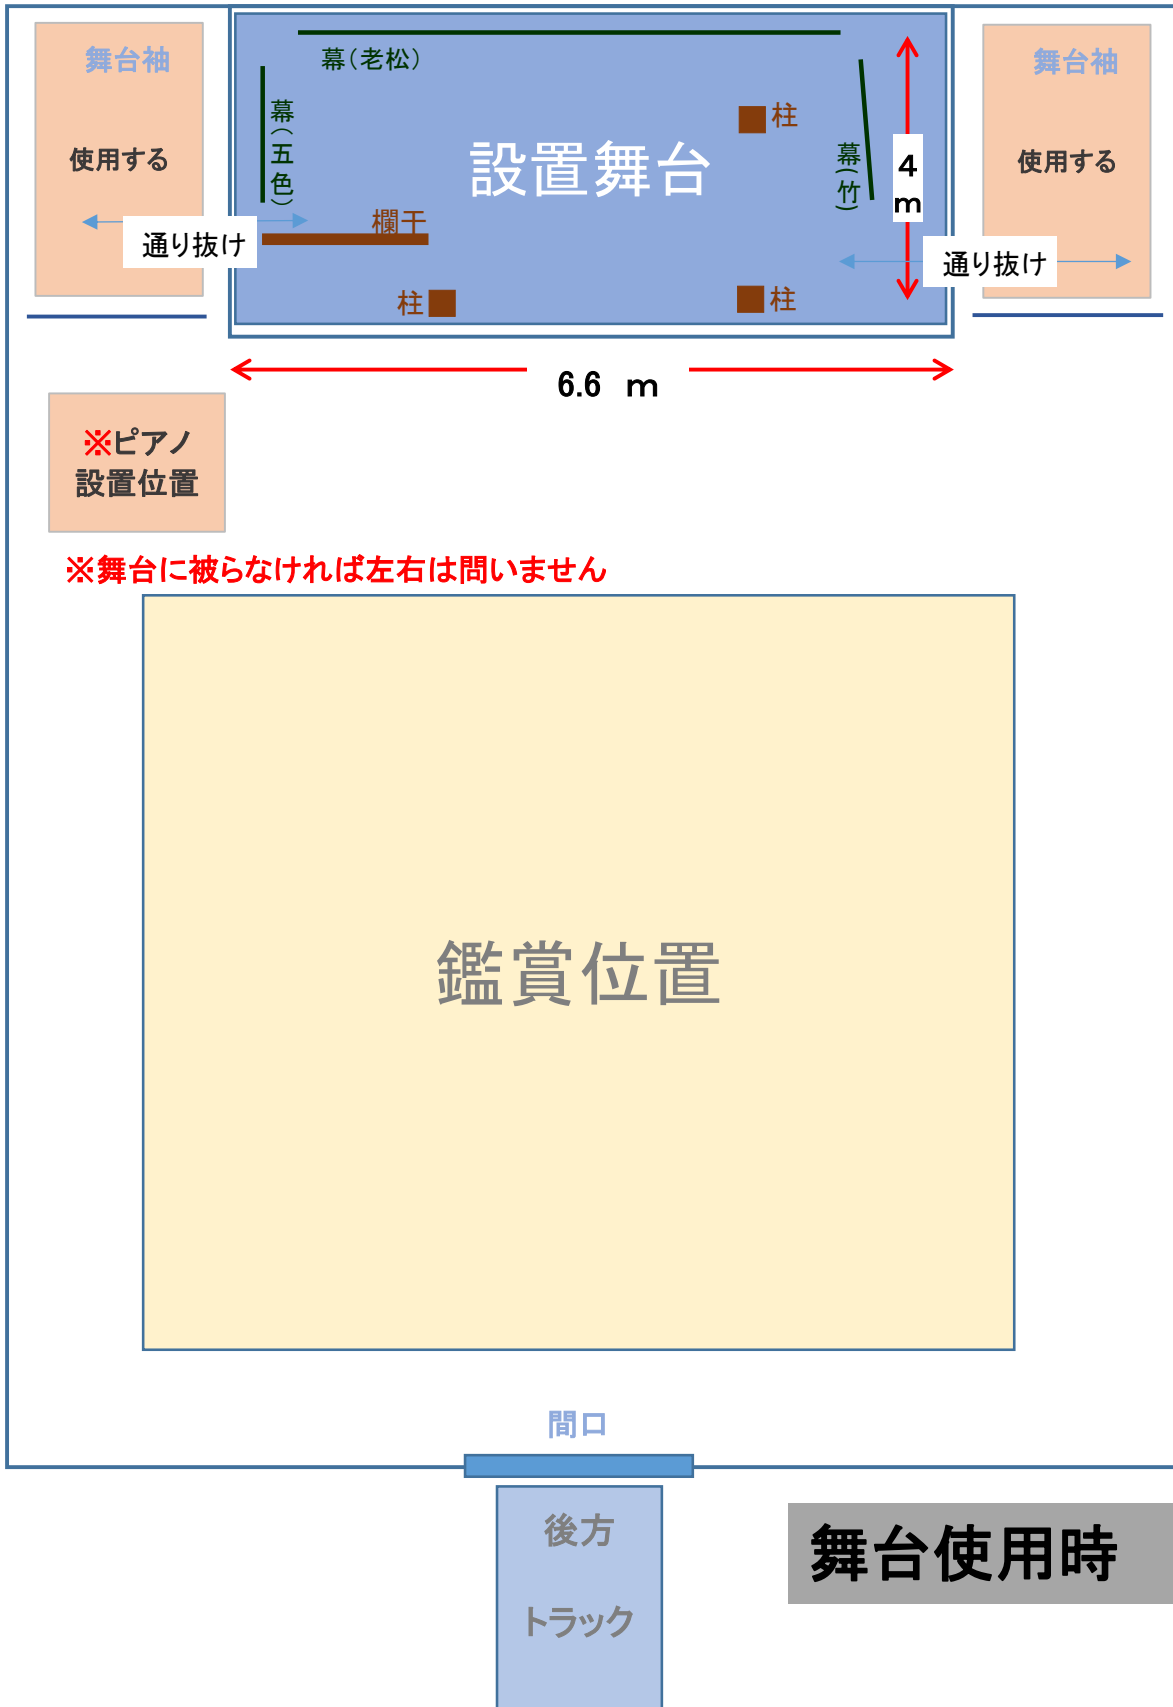 舞台袖
使用する
通り抜け
幕（老松）
幕（五色）
設置舞台
柱
幕（竹）
4
m
欄干
柱
柱
舞台袖
使用する
通り抜け
6.6　m
※ピアノ
設置位置
※舞台に被らなければ左右は問いません
鑑賞位置
間口
後方
トラック
舞台使用時